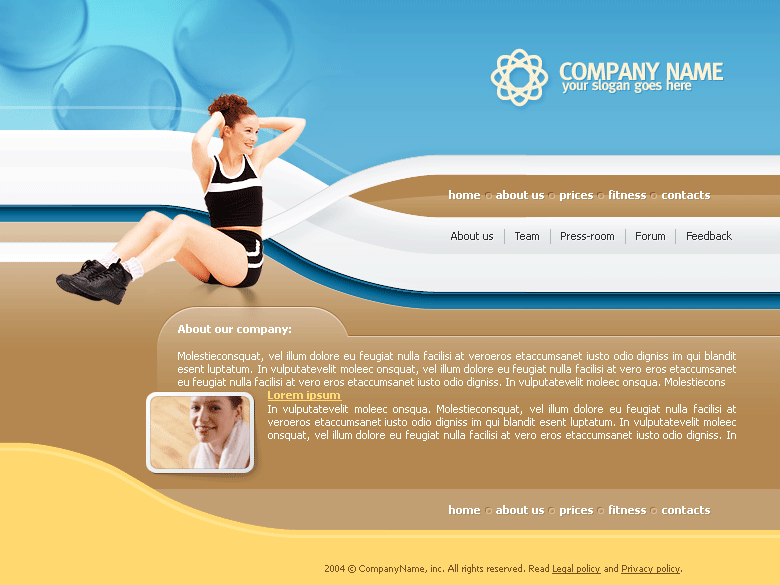 COMPANY NAME
your slogan goes here
home about us prices fitness contacts
About us Team Press-room Forum Feedback
About our company:
Molestieconsquat, vel illum dolore eu feugiat nulla facilisi at veroeros etaccumsanet iusto odio digniss im qui blandit
esent luptatum. In vulputatevelit moleec onsquat, vel illum dolore eu feugiat nulla facilisi at vero eros etaccumsanet
eu feugiat nulla facilisi at vero eros etaccumsanet iusto odio digniss. In vulputatevelit moleec onsqua. Molestiecons
Lorem ipsum
In vulputatevelit moleec onsqua. Molestieconsquat, vel illum dolore eu feugiat nulla facilisi at
veroeros etaccumsanet iusto odio digniss im qui blandit esent luptatum. In vulputatevelit moleec
onsquat, vel illum dolore eu feugiat nulla facilisi at vero eros etaccumsanet iusto odio digniss. In
home about us prices fitness contacts
2004 © CompanyName, inc. All rights reserved. Read Legal policy and Privacy policy.